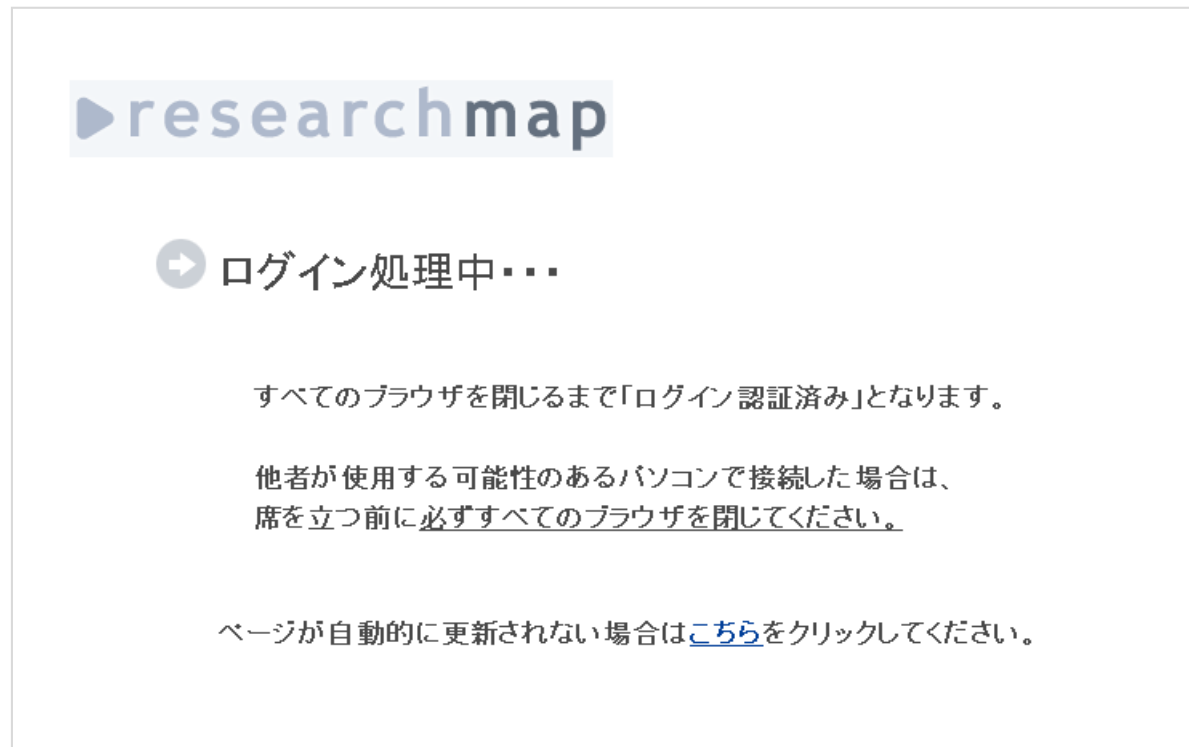 researchmap
ログイン処理中・・・
すべてのブラウザを閉じるまで「ログイン認証済み」となります。
他者が使用する可能性のあるパソコンで接続した場合は、
席を立つ前に必ずすべてのブラウザを閉じてください。
ページが自動的に更新されない場合はこちらをクリックしてください。